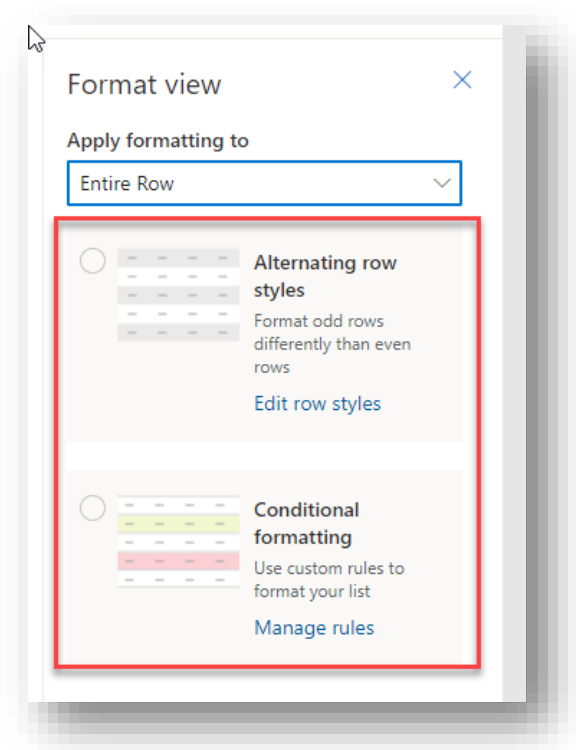 Format view
Apply formatting to
Entire Row
Alternating row
styles
Format odd rows
differently than even
rows
Edit row styles
Conditional
formatting
Use custom rules to
format your list
Manage rules